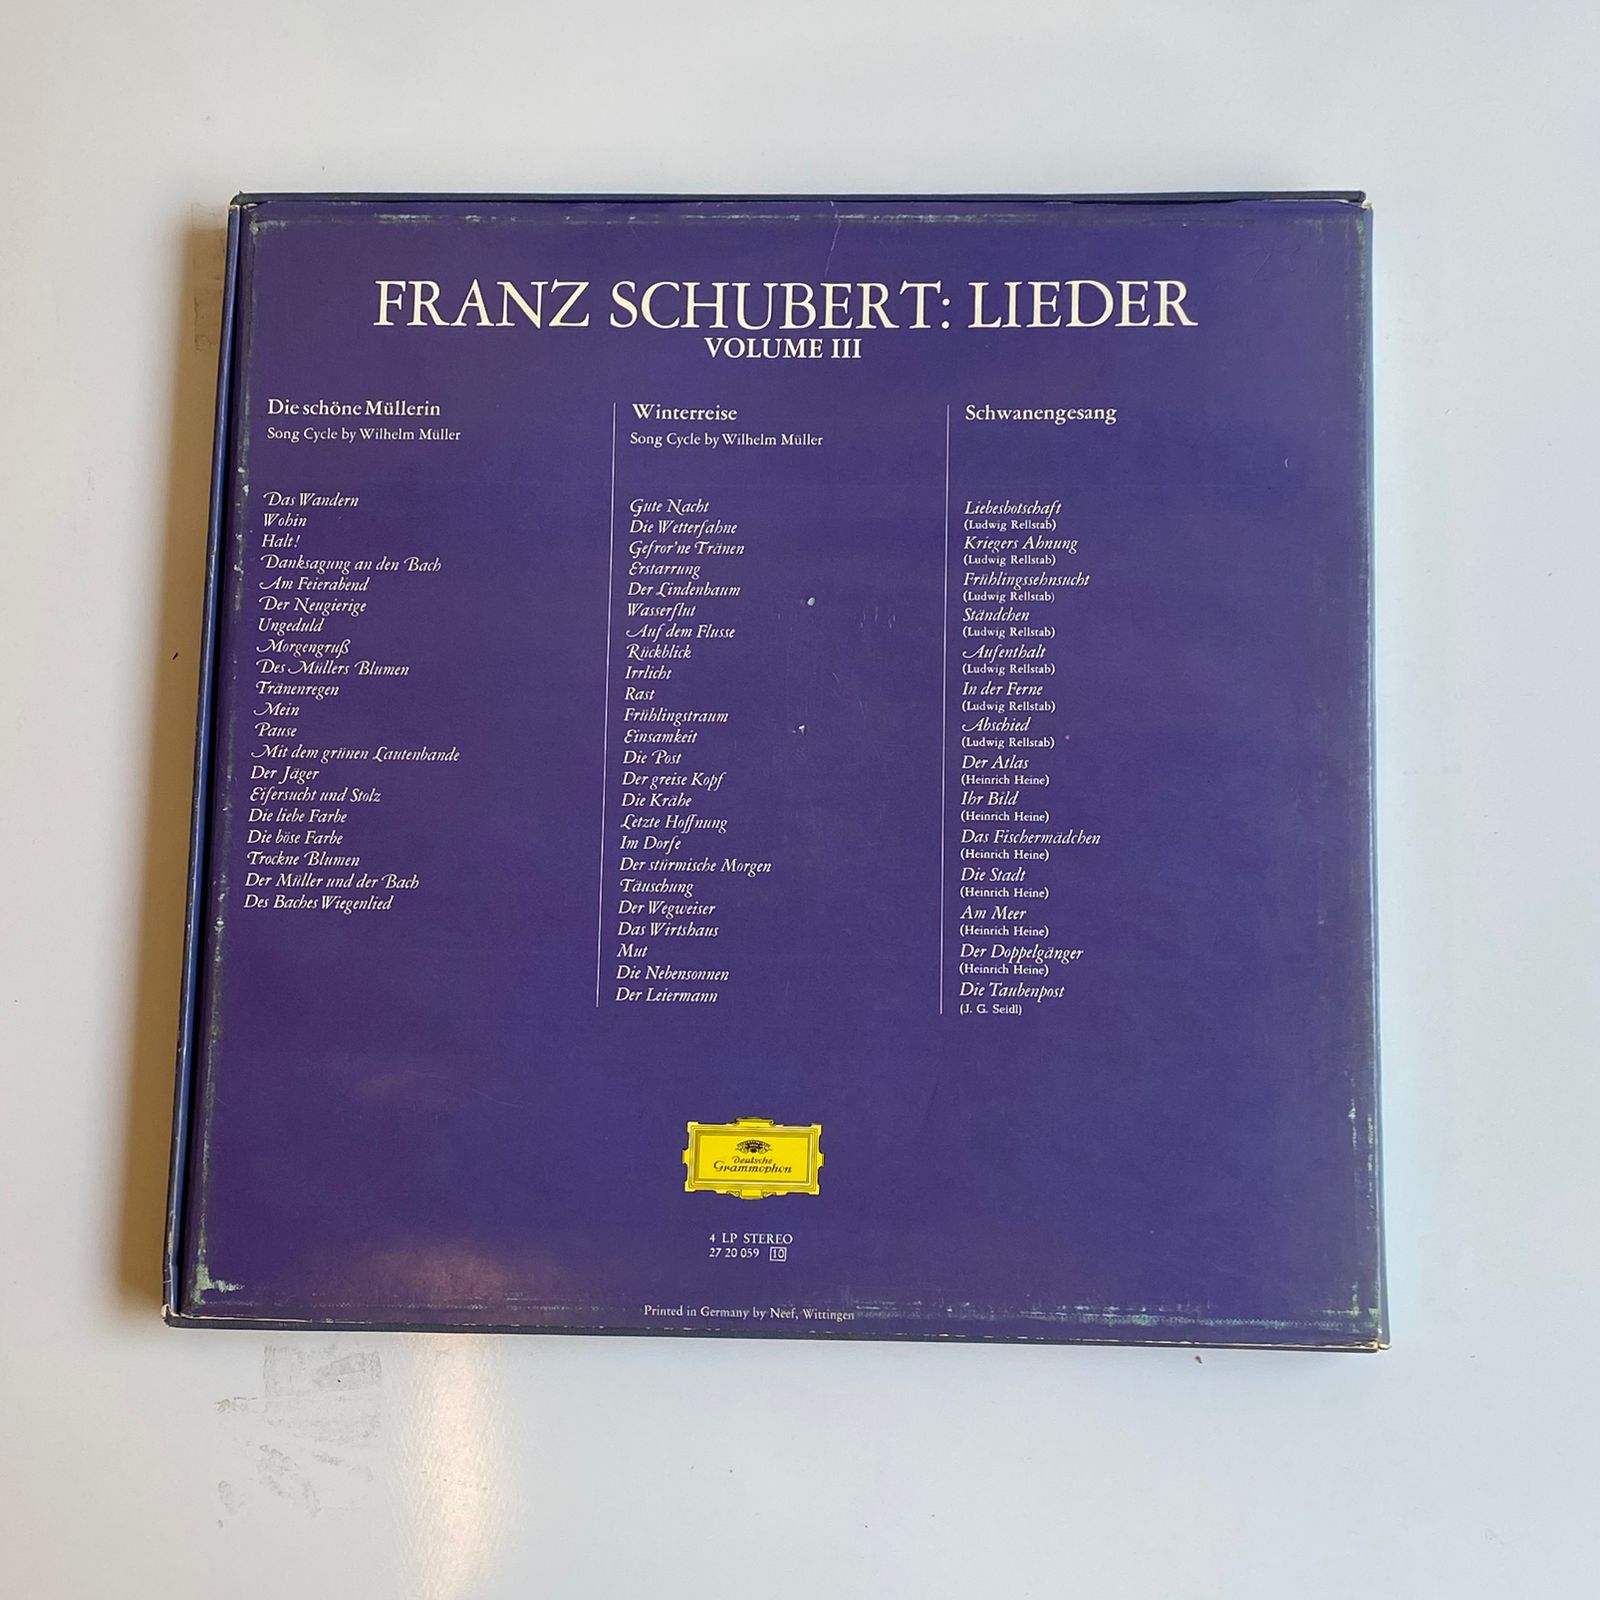 FRANZ SCHUBERT: LIEDER
VOLUME III
Die schöne Müllerin
Song Cycle by Wilhelm Müller
Das Wandern
Wohin
Halt!
Danksagung an den Bach
Am Feierabend
Der Neugierige
Ungeduld
Morgengruß
Des Müllers Blumen
Tränenregen
Mein
Pause
Mit dem grünen Lautenbande
Der Jäger
Eifersucht und Stolz
Die liebe Farbe
Die böse Farbe
Trockne Blumen
Der Müller und der Bach
Des Baches Wiegenlied
Winterreise
Song Cycle by Wilhelm Müller
Gute Nacht
Die Wetterfahne
Gefror'ne Tränen
Erstarrung
Der Lindenbaum
Wasserflut
Auf dem Flusse
Rückblick
Irrlicht
Rast
Frühlingstraum
Einsamkeit
Die Post
Der greise Kopf
Die Krähe
Letzte Hoffnung
Im Dorfe
Der stürmische Morgen
Täuschung
Der Wegweiser
Das Wirtshaus
Mut
Die Nebensonnen
Der Leiermann
Schwanengesang
Liebesbotschaft
(Ludwig Rellstab)
Kriegers Ahnung
(Ludwig Rellstab)
Frühlingssehnsucht
(Ludwig Rellstab)
Ständchen
(Ludwig Rellstab)
Aufenthalt
(Ludwig Rellstab)
In der Ferne
(Ludwig Rellstab)
Abschied
(Ludwig Rellstab)
Der Atlas
(Heinrich Heine)
Ihr Bild
(Heinrich Heine)
Das Fischermädchen
(Heinrich Heine)
Die Stadt
(Heinrich Heine)
Am Meer
(Heinrich Heine)
Der Doppelgänger
(Heinrich Heine)
Die Taubenpost
(J. G. Seidl)
Deutsche
Grammophon
4 LP STEREO
27 20 059 10
Printed in Germany by Neef, Wittingen